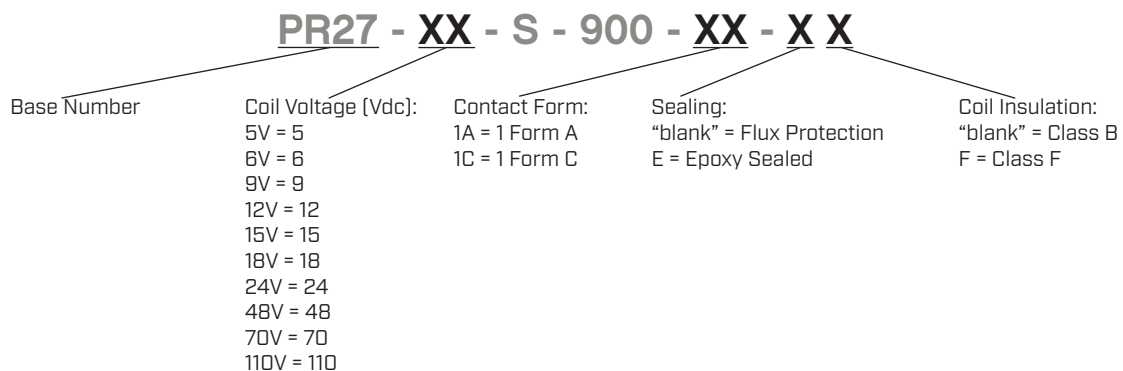 PR27 - XX - S - 900 - XX - X X
Base Number
Coil Voltage (Vdc):
5V = 5
6V = 6
9V = 9
12V = 12
15V = 15
18V = 18
24V = 24
48V = 48
70V = 70
110V = 110
Contact Form:
1A = 1 Form A
1C = 1 Form C
Sealing:
“blank” = Flux Protection
E = Epoxy Sealed
Coil Insulation:
“blank” = Class B
F = Class F